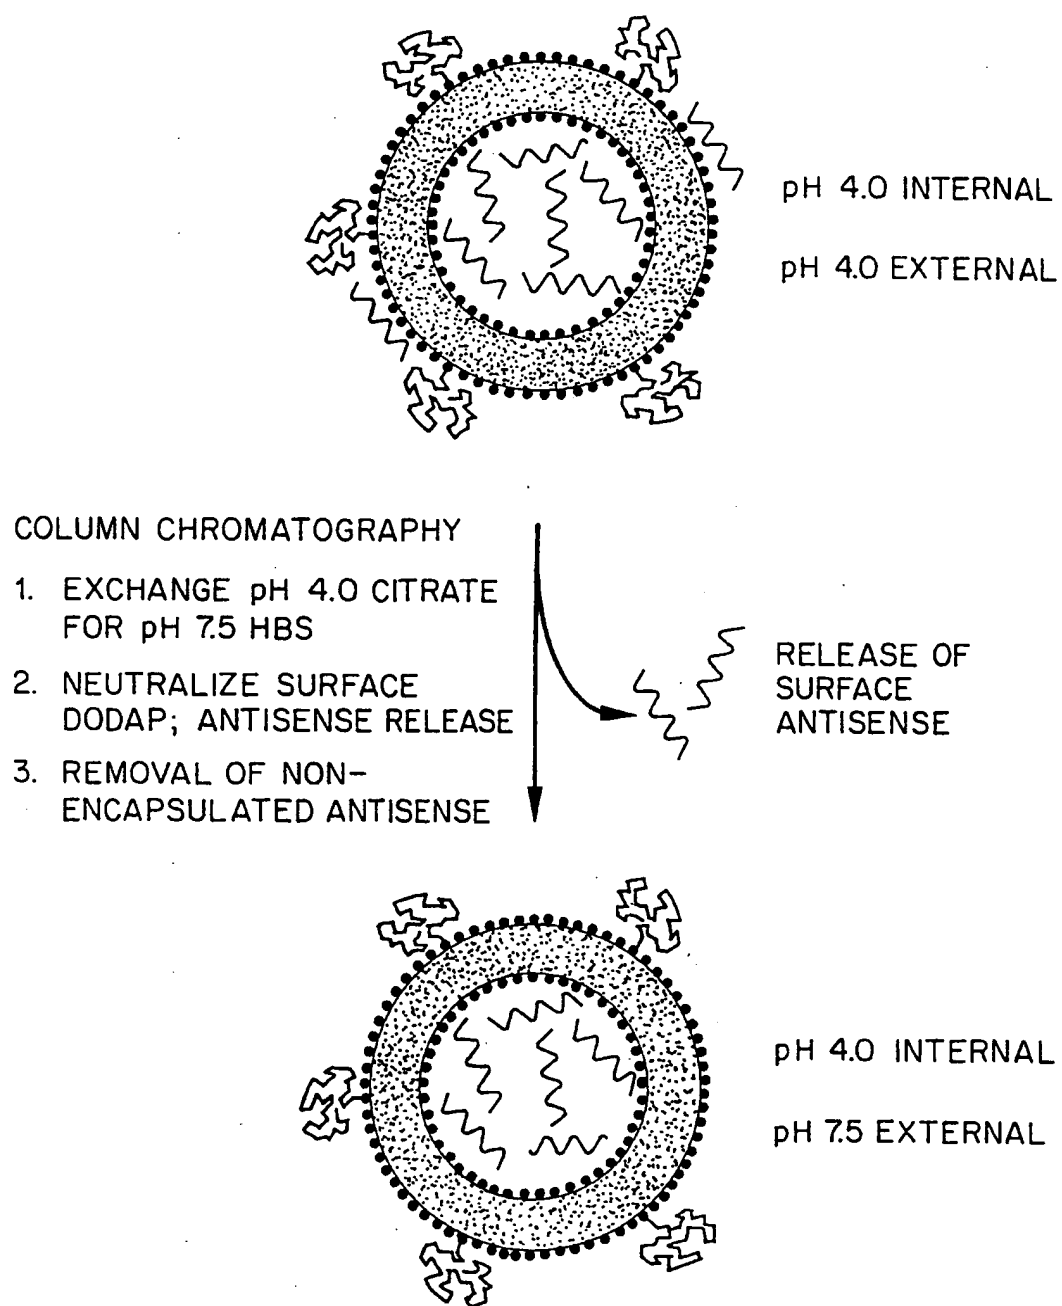 pH 4.0 INTERNAL
pH 4.0 EXTERNAL
COLUMN CHROMATOGRAPHY
1. EXCHANGE pH 4.0 CITRATE
FOR pH 7.5 HBS
2. NEUTRALIZE SURFACE
DODAP; ANTISENSE RELEASE
3. REMOVAL OF NON-
ENCAPSULATED ANTISENSE
RELEASE OF
SURFACE
ANTISENSE
pH 4.0 INTERNAL
pH 7.5 EXTERNAL